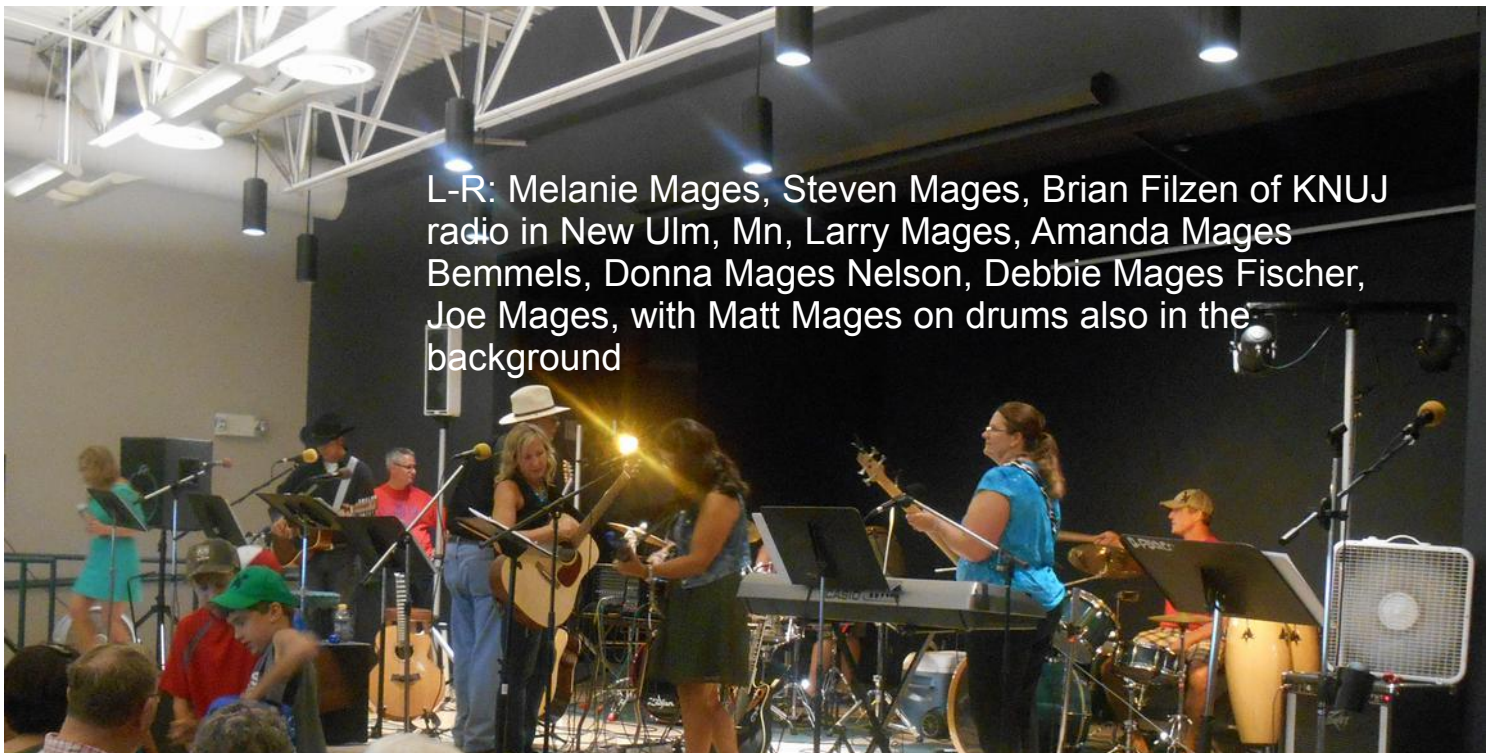 L-R: Melanie Mages, Steven Mages, Brian Filzen of KNUJ
radio in New Ulm, Mn, Larry Mages, Amanda Mages
Bemmels, Donna Mages Nelson, Debbie Mages Fischer,
Joe Mages, with Matt Mages on drums also in the
background
CASIO